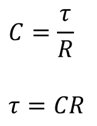 C = τ/R
τ = CR